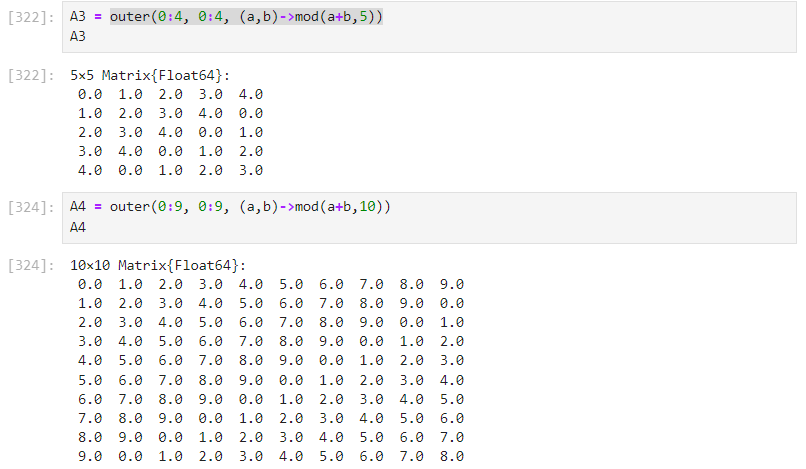 [322]: A3 = outer(0:4, 0:4, (a,b)->mod(a+b,5))
A3
[322]: 5×5 Matrix{Float64}:
0.0 1.0 2.0 3.0 4.0
1.0 2.0 3.0 4.0 0.0
2.0 3.0 4.0 0.0 1.0
3.0 4.0 0.0 1.0 2.0
4.0 0.0 1.0 2.0 3.0
[324]: A4 = outer(0:9, 0:9, (a,b)->mod(a+b,10))
A4
[324]: 10×10 Matrix{Float64}:
0.0 1.0 2.0 3.0 4.0 5.0 6.0 7.0 8.0 9.0
1.0 2.0 3.0 4.0 5.0 6.0 7.0 8.0 9.0 0.0
2.0 3.0 4.0 5.0 6.0 7.0 8.0 9.0 0.0 1.0
3.0 4.0 5.0 6.0 7.0 8.0 9.0 0.0 1.0 2.0
4.0 5.0 6.0 7.0 8.0 9.0 0.0 1.0 2.0 3.0
5.0 6.0 7.0 8.0 9.0 0.0 1.0 2.0 3.0 4.0
6.0 7.0 8.0 9.0 0.0 1.0 2.0 3.0 4.0 5.0
7.0 8.0 9.0 0.0 1.0 2.0 3.0 4.0 5.0 6.0
8.0 9.0 0.0 1.0 2.0 3.0 4.0 5.0 6.0 7.0
9.0 0.0 1.0 2.0 3.0 4.0 5.0 6.0 7.0 8.0